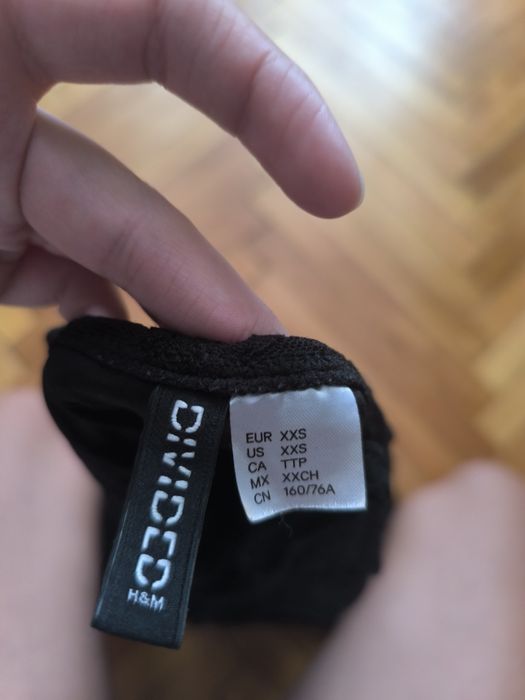 DIVIDED
H&M
EUR XXS
US XXS
CA TTP
MX XXCH
CN 160/76A